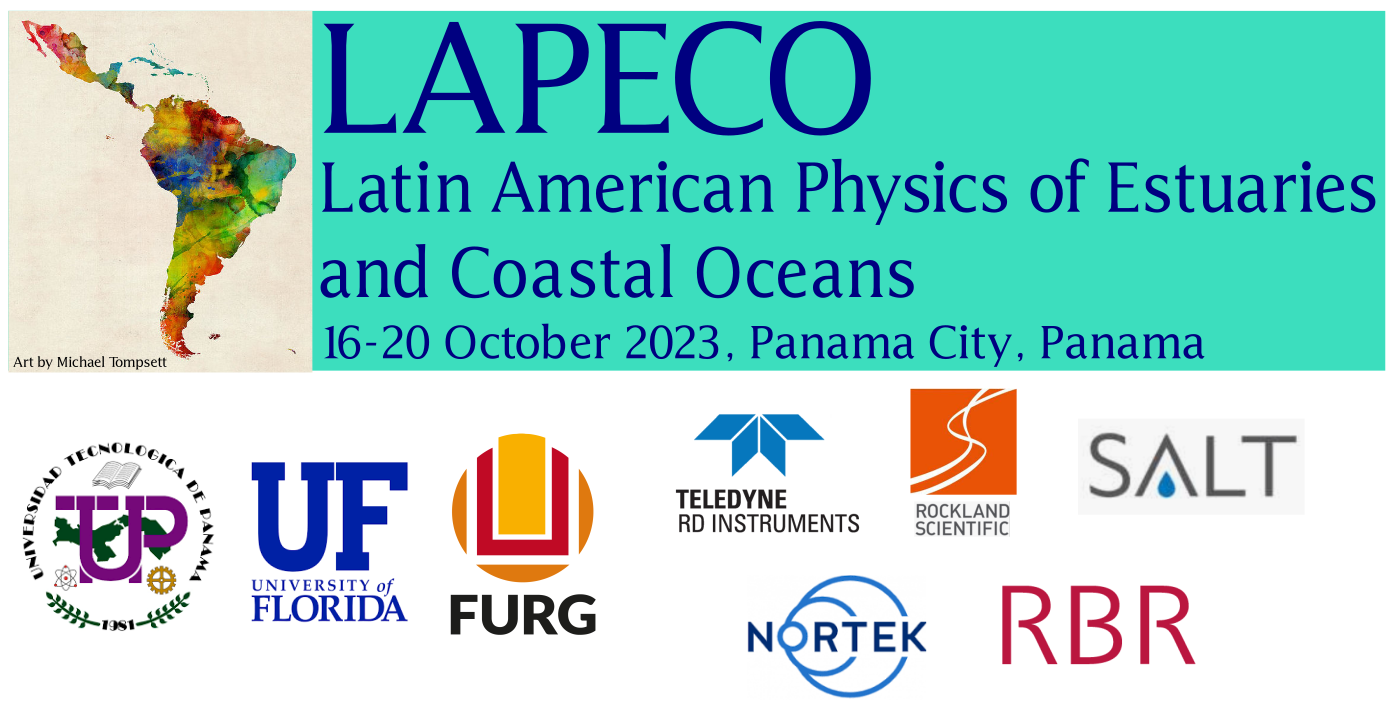 LAPECO
Latin American Physics of Estuaries
and Coastal Oceans
16-20 October 2023, Panama City, Panama
Art by Michael Tompsett
UNIVERSIDAD TECNOLOGICA DE PANAMA
UTP
1981
UF
UNIVERSITY of
FLORIDA
FURG
TELEDYNE
RD INSTRUMENTS
ROCKLAND
SCIENTIFIC
SALT
NORTEK
RBR